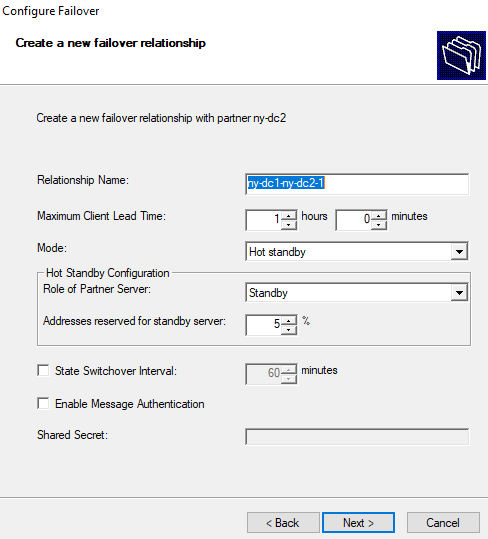 Configure Failover
Create a new failover relationship
Create a new failover relationship with partner ny-dc2
Relationship Name: ny-dc1-ny-dc2-1
Maximum Client Lead Time: 1 hours 0 minutes
Mode: Hot standby
Hot Standby Configuration
Role of Partner Server: Standby
Addresses reserved for standby server: 5 %
State Switchover Interval: 60 minutes
Enable Message Authentication
Shared Secret:
< Back Next > Cancel